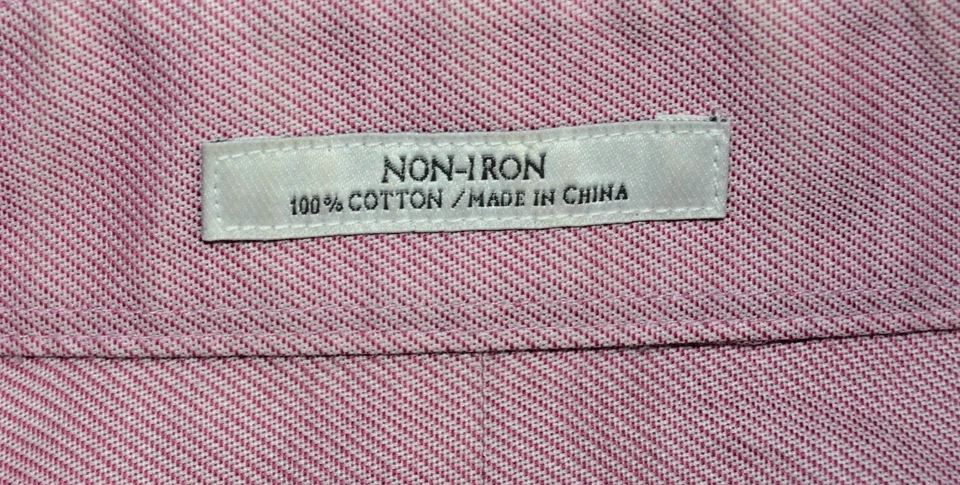 NON-IRON
100% COTTON / MADE IN CHINA